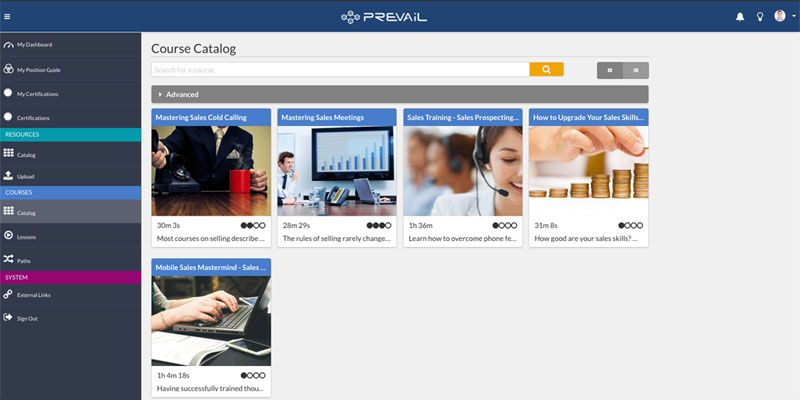 PREVAIL
My Dashboard
My Position Guide
My Certifications
Certifications
RESOURCES
Catalog
Upload
COURSES
Catalog
Lessons
Paths
SYSTEM
External Links
Sign Out
Course Catalog
Search for a course
Advanced
Mastering Sales Cold Calling
30m 3s
Most courses on selling describe ...
Mastering Sales Meetings
28m 29s
The rules of selling rarely change...
Sales Training - Sales Prospecting...
1h 36m
Learn how to overcome phone fe...
How to Upgrade Your Sales Skills...
31m 8s
How good are your sales skills? ...
Mobile Sales Mastermind - Sales ...
1h 4m 18s
Having successfully trained thou...